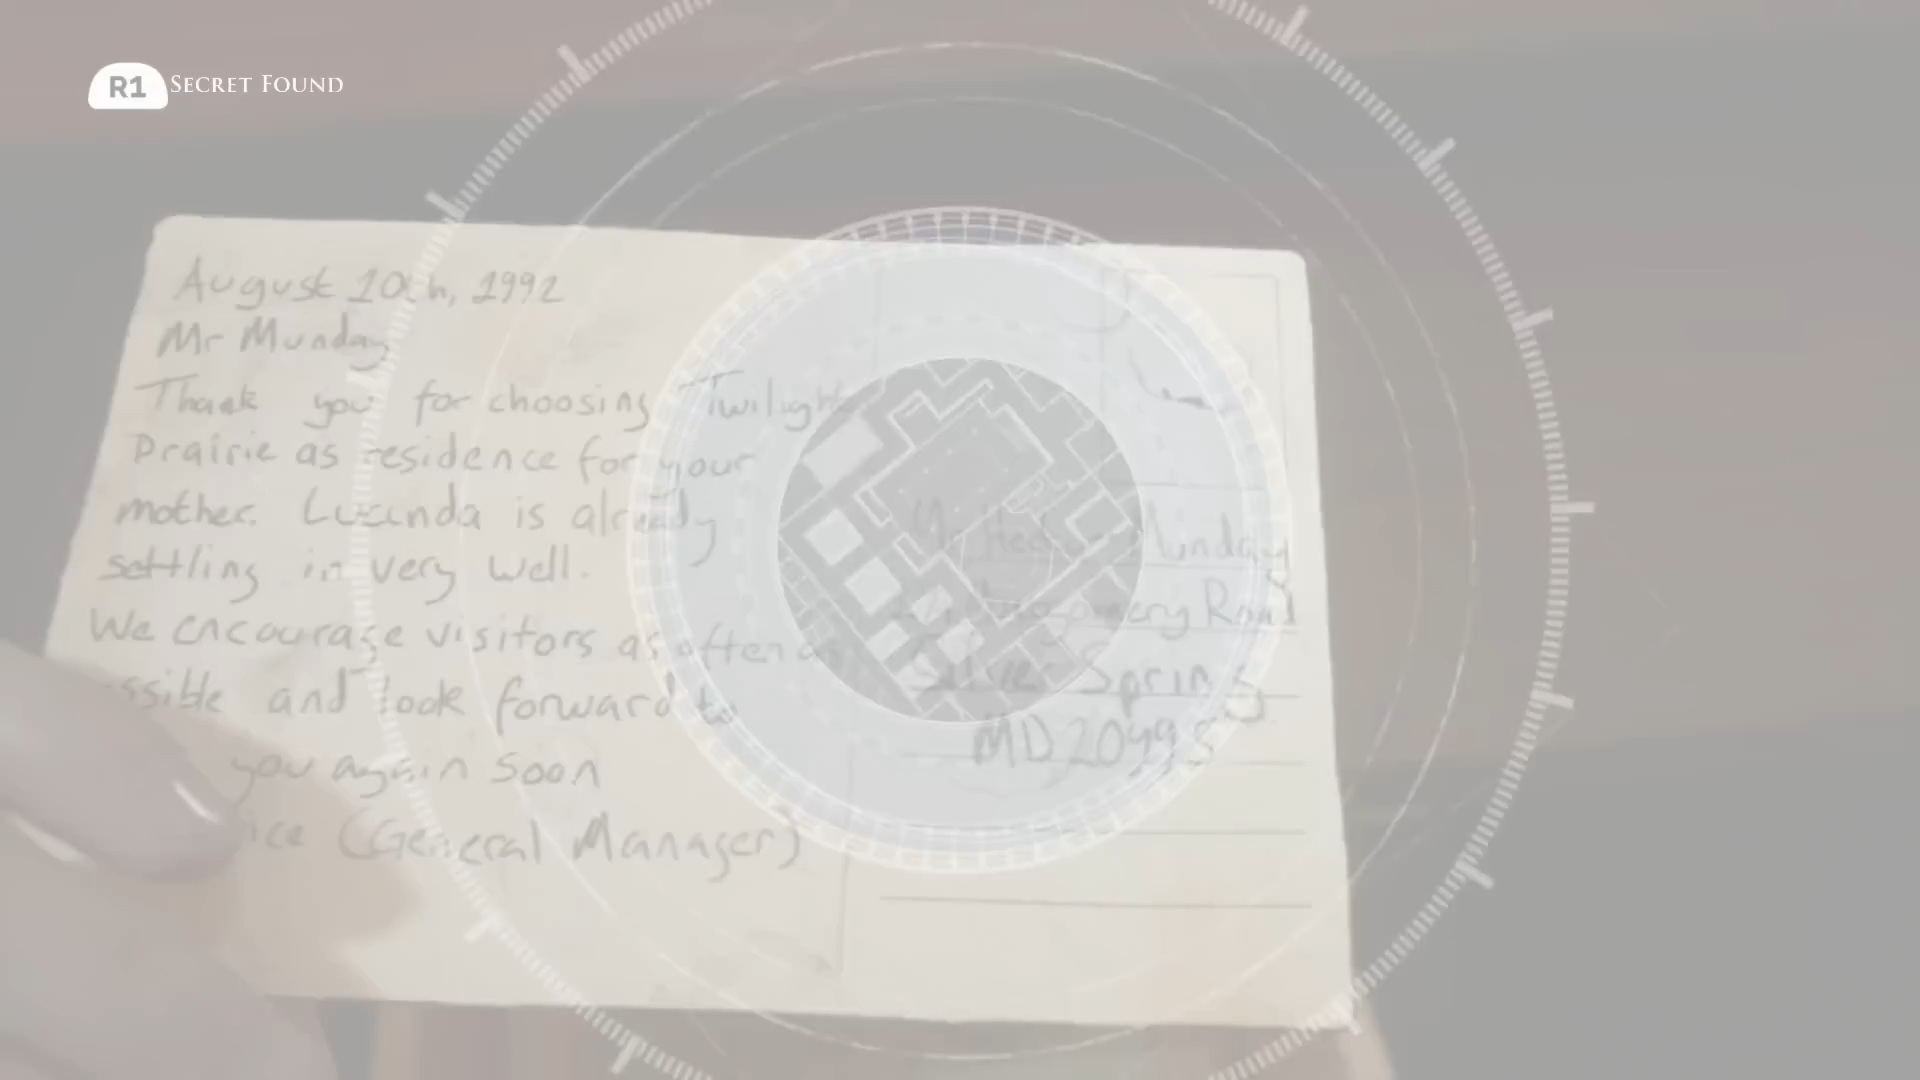 R1 Secret Found
August 10th, 1992
Mr Munday
Thank you for choosing Twilight
Prairie as residence for your
mother. Lucinda is already
settling in very well.
We encourage visitors as often as
and look forward to
you again soon
(General Manager)
Munday
Road
Silver Spring
MD